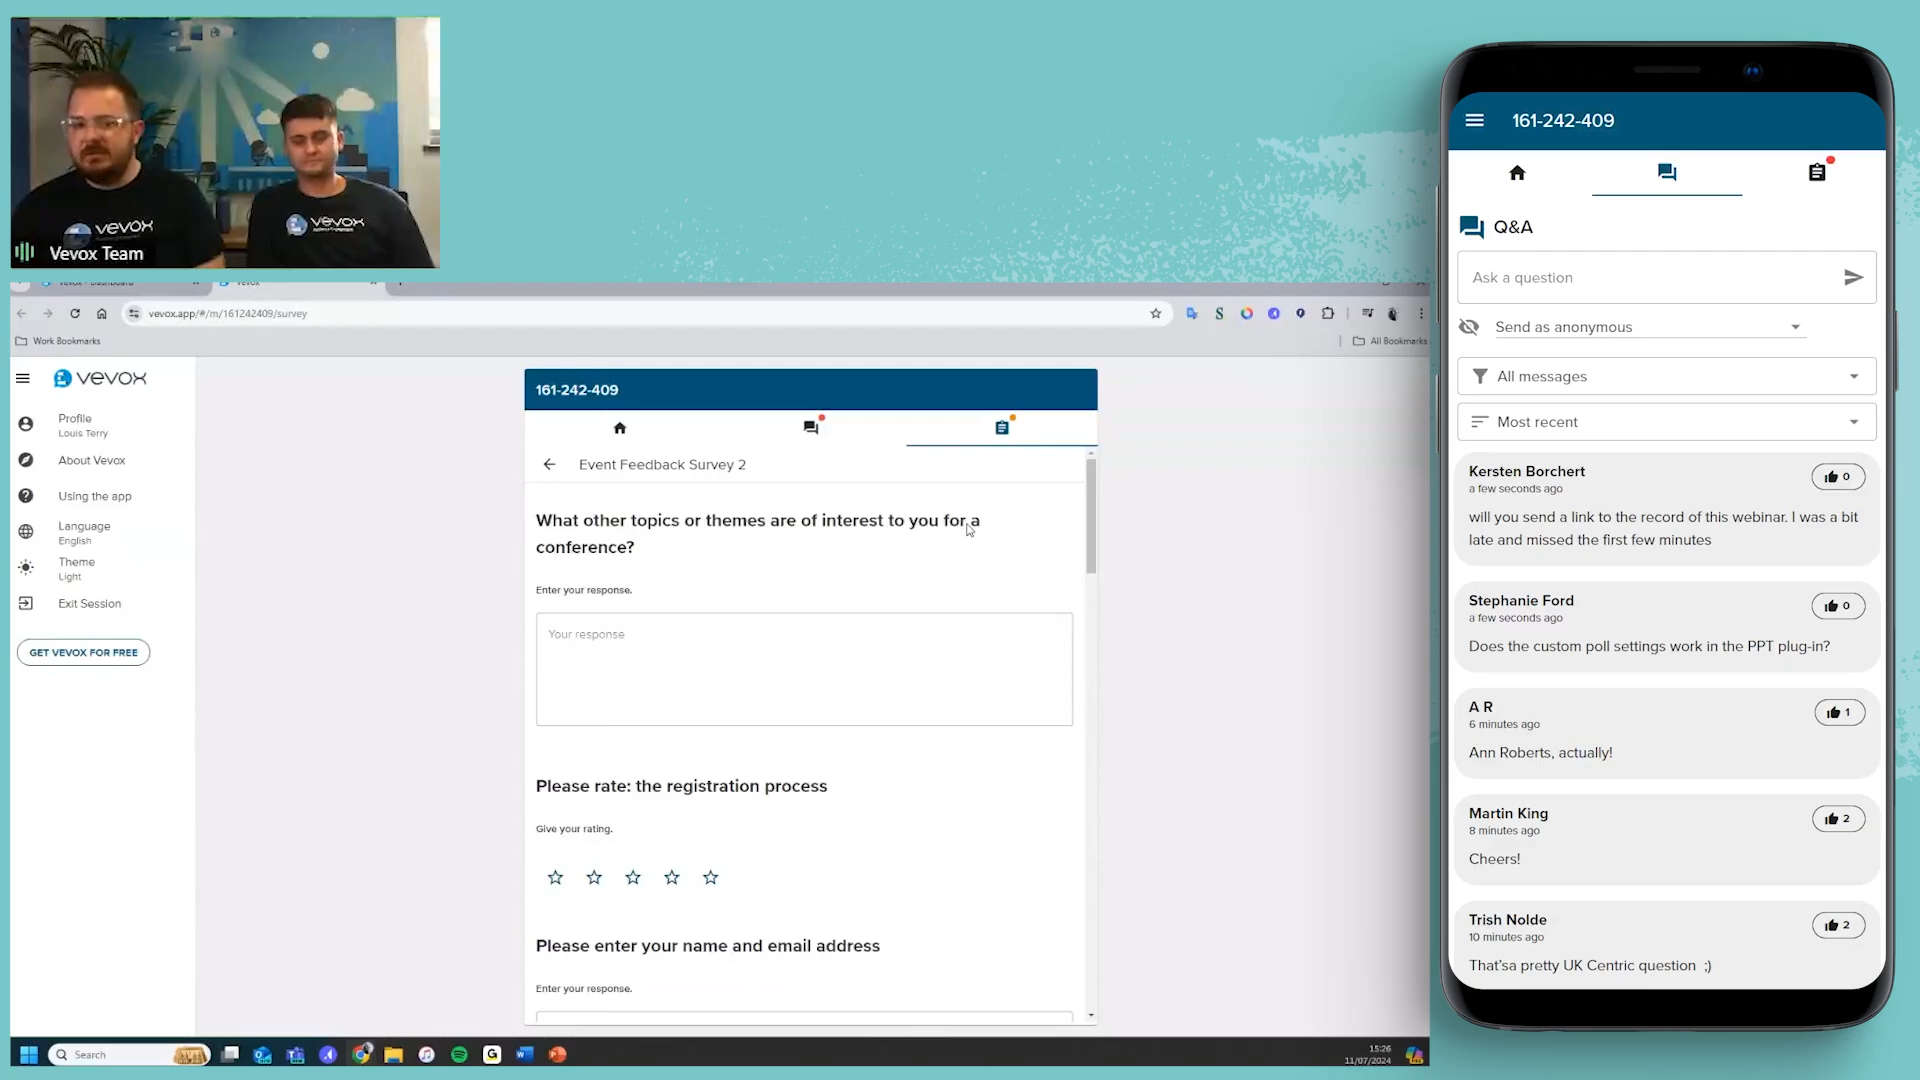 vevox
vevox
Vevox Team
Vevox - Dashboard
Vevox
vevox.app/#/m/161242409/survey
Work Bookmarks
All Bookmarks
vevox
Profile
Louis Terry
About Vevox
Using the app
Language
English
Theme
Light
Exit Session
GET VEVOX FOR FREE
161-242-409
Event Feedback Survey 2
What other topics or themes are of interest to you for a
conference?
Enter your response.
Your response
Please rate: the registration process
Give your rating.
Please enter your name and email address
Enter your response.
Search
15:26
11/07/2024
161-242-409
Q&A
Ask a question
Send as anonymous
All messages
Most recent
Kersten Borchert
0
a few seconds ago
will you send a link to the record of this webinar. I was a bit
late and missed the first few minutes
Stephanie Ford
0
a few seconds ago
Does the custom poll settings work in the PPT plug-in?
A R
1
6 minutes ago
Ann Roberts, actually!
Martin King
2
8 minutes ago
Cheers!
Trish Nolde
2
10 minutes ago
That'sa pretty UK Centric question ;)